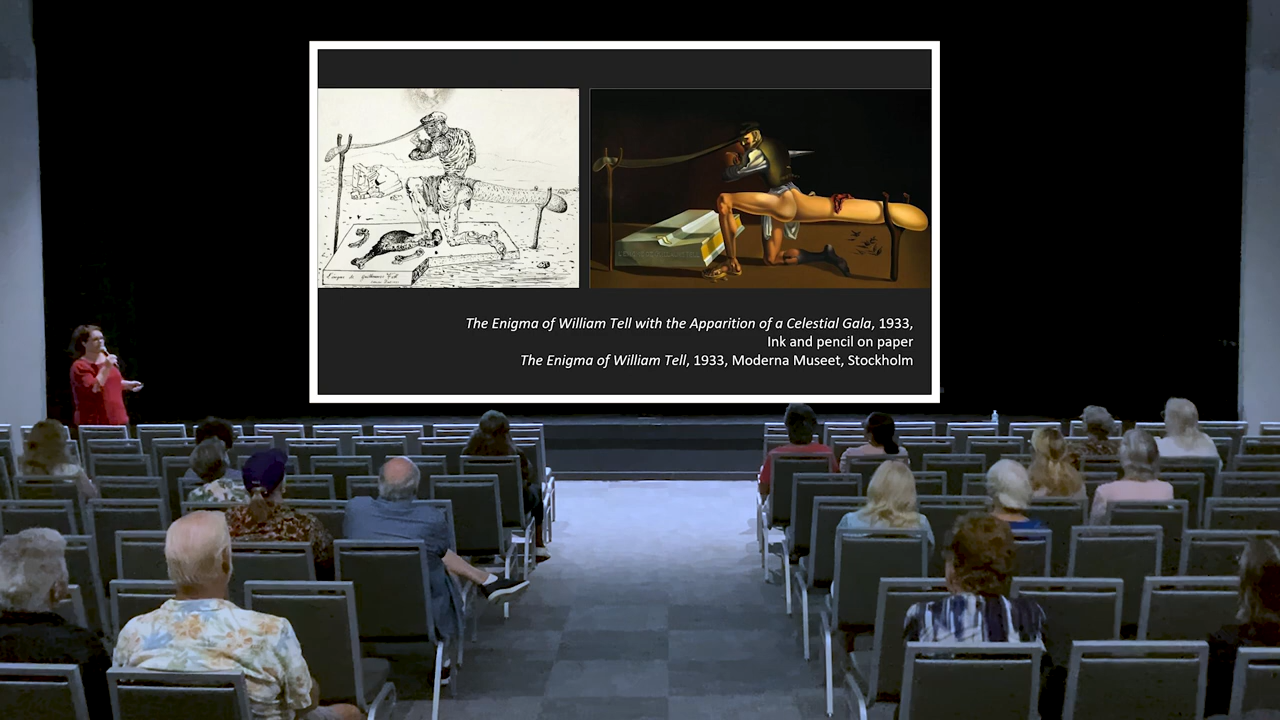 The Enigma of William Tell with the Apparition of a Celestial Gala, 1933,
Ink and pencil on paper
The Enigma of William Tell, 1933, Moderna Museet, Stockholm